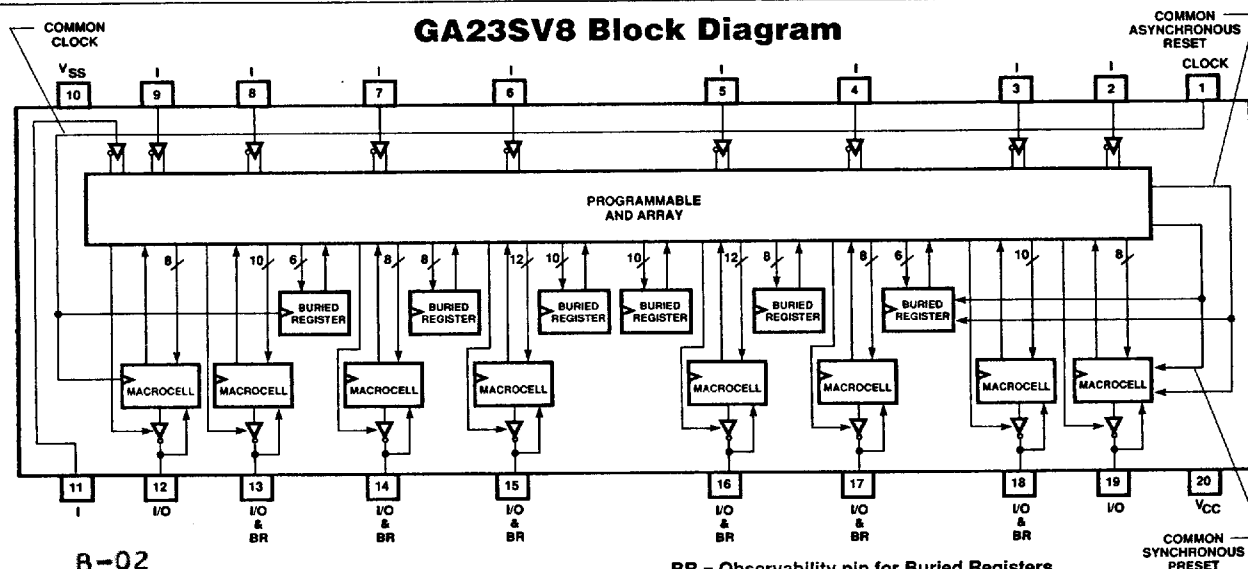 GA23SV8 Block Diagram
COMMON
CLOCK
COMMON
ASYNCHRONOUS
RESET
VSS
I
I
I
I
I
I
I
I
CLOCK
10
9
8
7
6
5
4
3
2
1
PROGRAMMABLE
AND ARRAY
8
10
6
8
8
12
10
10
12
8
8
6
10
8
BURIED
REGISTER
BURIED
REGISTER
BURIED
REGISTER
BURIED
REGISTER
BURIED
REGISTER
BURIED
REGISTER
MACROCELL
MACROCELL
MACROCELL
MACROCELL
MACROCELL
MACROCELL
MACROCELL
MACROCELL
11
12
13
14
15
16
17
18
19
20
I
I/O
I/O
&
BR
I/O
&
BR
I/O
&
BR
I/O
&
BR
I/O
&
BR
I/O
&
BR
I/O
VCC
COMMON
SYNCHRONOUS
PRESET
8-02
BR = Observability pin for Buried Registers